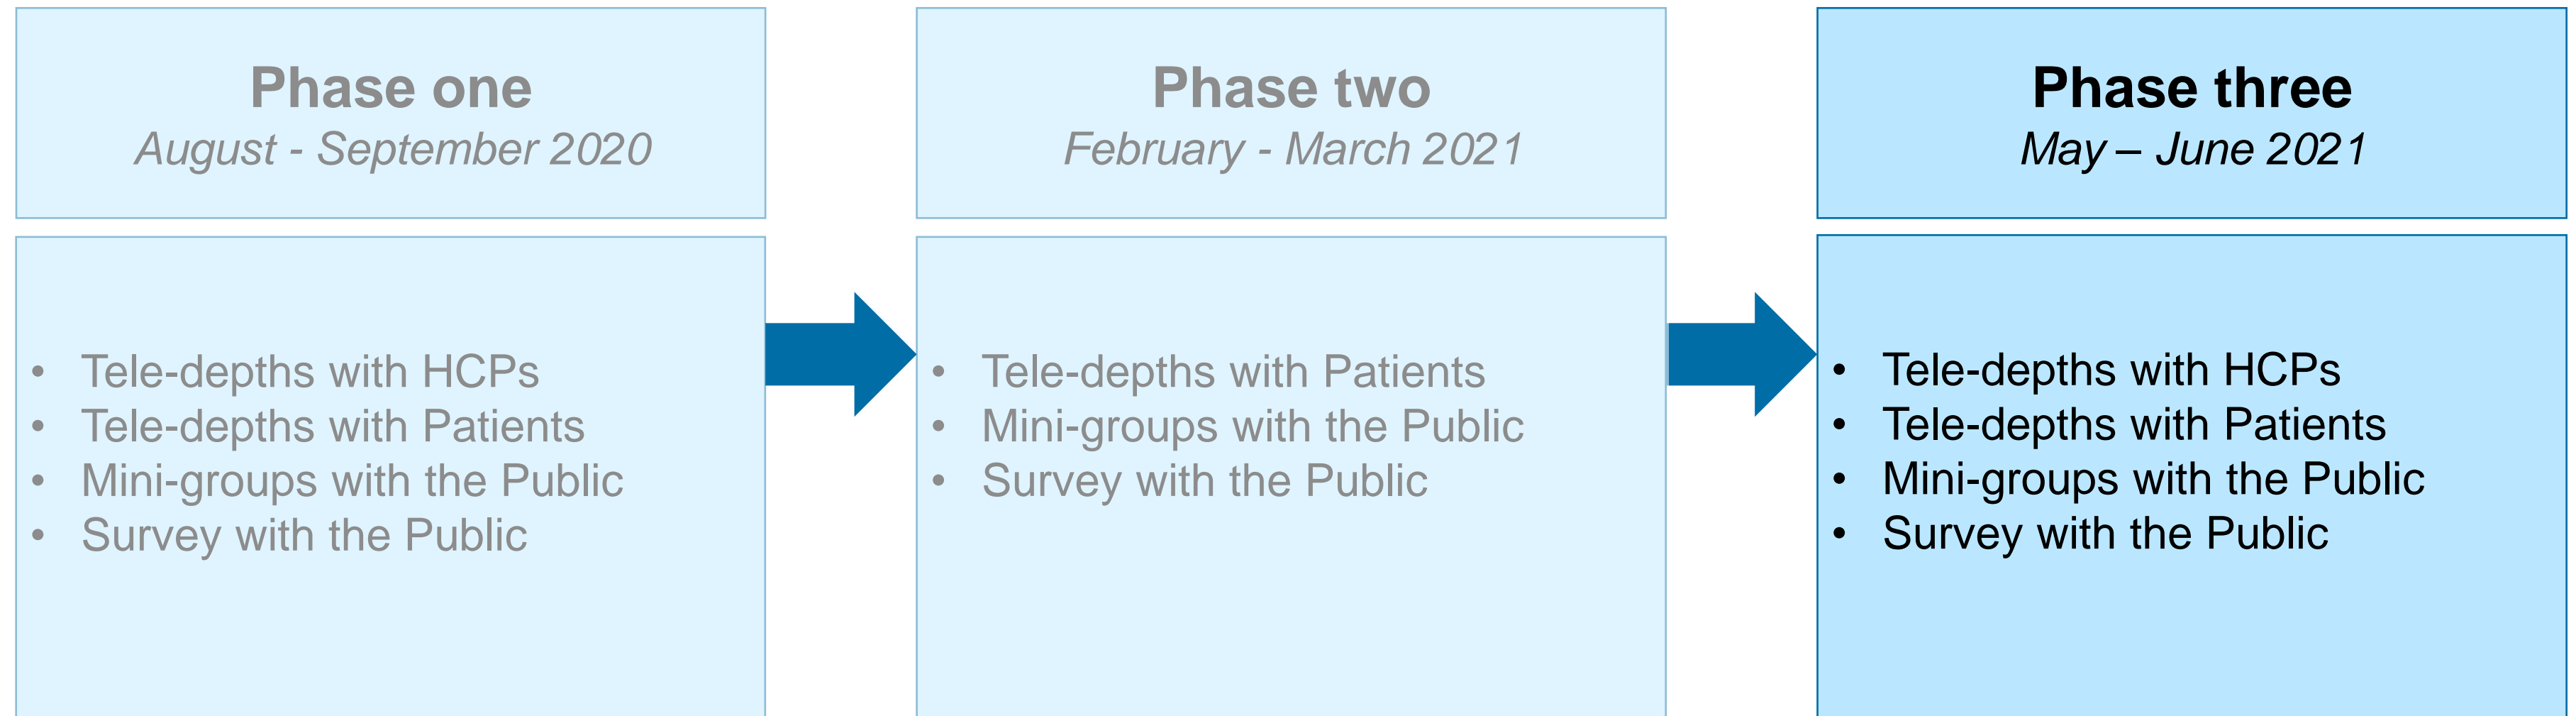 Phase one
August - September 2020
• Tele-depths with HCPs
• Tele-depths with Patients
• Mini-groups with the Public
• Survey with the Public
Phase two
February - March 2021
• Tele-depths with Patients
• Mini-groups with the Public
• Survey with the Public
Phase three
May – June 2021
• Tele-depths with HCPs
• Tele-depths with Patients
• Mini-groups with the Public
• Survey with the Public